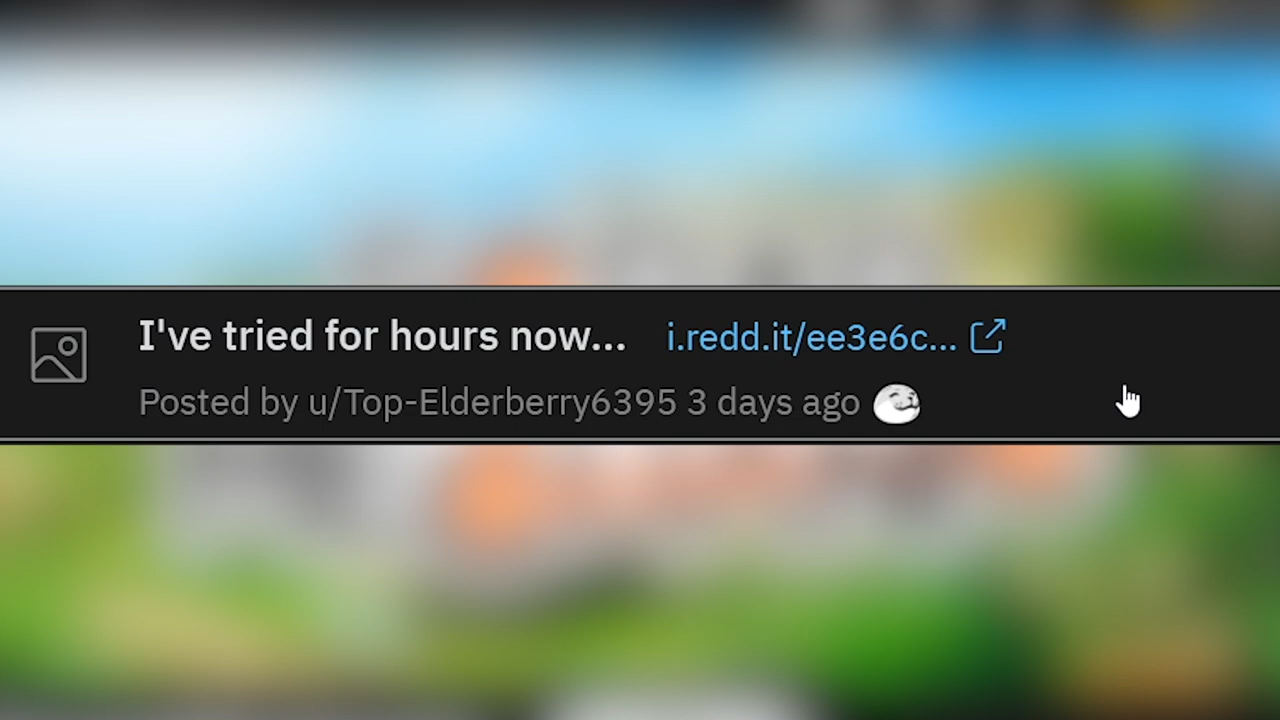 I've tried for hours now... i.redd.it/ee3e6c...
Posted by u/Top-Elderberry6395 3 days ago